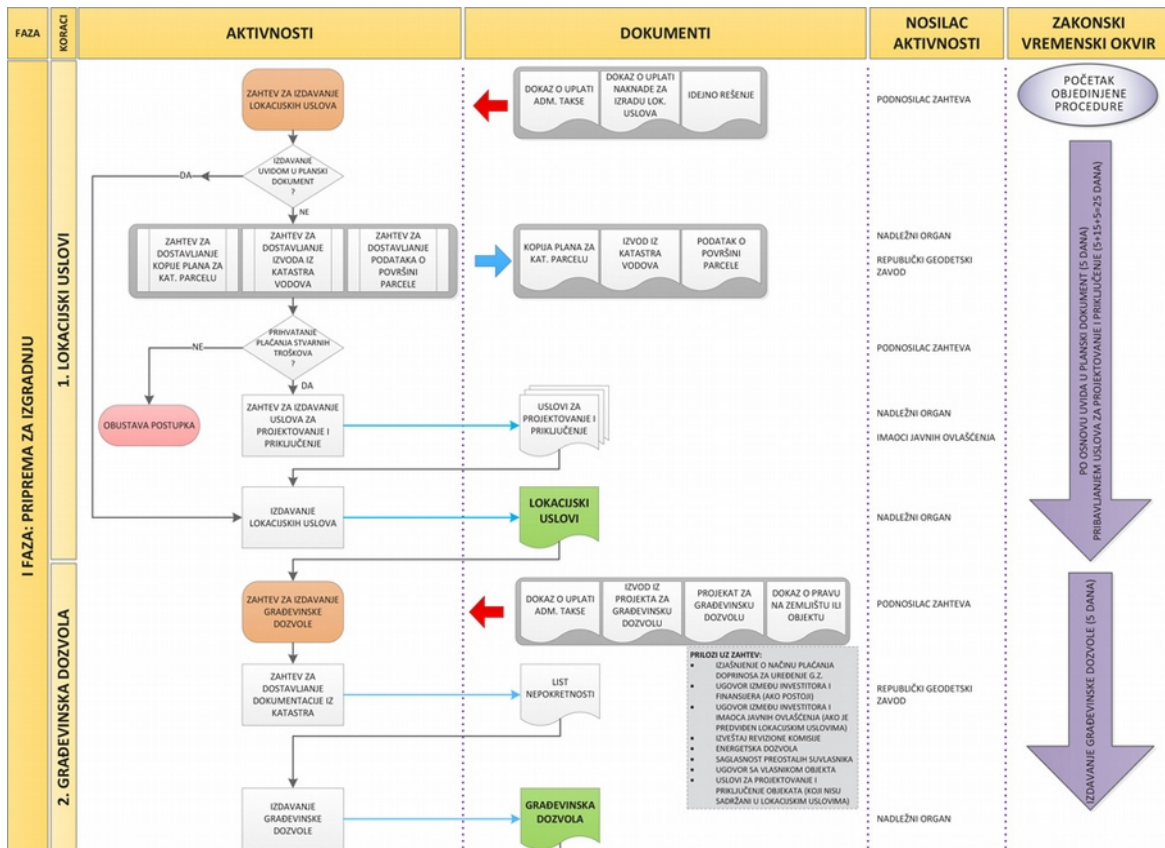 FAZA
KORACI
AKTIVNOSTI
DOKUMENTI
NOSILAC
AKTIVNOSTI
ZAKONSKI
VREMENSKI OKVIR
I FAZA: PRIPREMA ZA IZGRADNJU
1. LOKACIJSKI USLOVI
ZAHTEV ZA IZDAVANJE
LOKACIJSKIH USLOVA
DOKAZ O UPLATI
ADM. TAKSE
DOKAZ O UPLATI
NAKNADE ZA
IZRADU LOK.
USLOVA
IDEJNO REŠENJE
PODNOSILAC ZAHTEVA
POČETAK
OBJEDINJENE
PROCEDURE
IZDAVANJE
UVIDOM U PLANSKI
DOKUMENT
?
DA
NE
ZAHTEV ZA
DOSTAVLJANJE
KOPIJE PLANA ZA
KAT. PARCELU
ZAHTEV ZA
DOSTAVLJANJE
IZVODA IZ
KATASTRA
VODOVA
ZAHTEV ZA
DOSTAVLJANJE
PODATAKA O
POVRŠINI
PARCELE
KOPIJA PLANA ZA
KAT. PARCELU
IZVOD IZ
KATASTRA
VODOVA
PODATAK O
POVRŠINI
PARCELE
NADLEŽNI ORGAN
REPUBLIČKI GEODETSKI
ZAVOD
PO OSNOVU UVIDA U PLANSKI DOKUMENT (5 DANA)
PRIBAVLJANJEM USLOVA ZA PROJEKTOVANJE I PRIKLJUČENJE (5+15+5=25 DANA)
PRIHVATANJE
PLAĆANJA STVARNIH
TROŠKOVA
?
NE
DA
PODNOSILAC ZAHTEVA
OBUSTAVA POSTUPKA
ZAHTEV ZA IZDAVANJE
USLOVA ZA
PROJEKTOVANJE I
PRIKLJUČENJE
USLOVI ZA
PROJEKTOVANJE I
PRIKLJUČENJE
NADLEŽNI ORGAN
IMAOCI JAVNIH OVLAŠĆENJA
IZDAVANJE
LOKACIJSKIH USLOVA
LOKACIJSKI
USLOVI
NADLEŽNI ORGAN
2. GRAĐEVINSKA DOZVOLA
ZAHTEV ZA IZDAVANJE
GRAĐEVINSKE
DOZVOLE
DOKAZ O UPLATI
ADM. TAKSE
IZVOD IZ
PROJEKTA ZA
GRAĐEVINSKU
DOZVOLU
PROJEKAT ZA
GRAĐEVINSKU
DOZVOLU
DOKAZ O PRAVU
NA ZEMLJIŠTU ILI
OBJEKTU
PODNOSILAC ZAHTEVA
IZDAVANJE GRAĐEVINSKE DOZVOLE (5 DANA)
ZAHTEV ZA
DOSTAVLJANJE
DOKUMENTACIJE IZ
KATASTRA
LIST
NEPOKRETNOSTI
PRILOZI UZ ZAHTEV:
• IZJAŠNJENJE O NAČINU PLAĆANJA
DOPRINOSA ZA UREĐENJE G.Z.
• UGOVOR IZMEĐU INVESTITORA I
FINANSIJERA (AKO POSTOJI)
• UGOVOR IZMEĐU INVESTITORA I
IMAOCA JAVNIH OVLAŠĆENJA (AKO JE
PREDVIĐEN LOKACIJSKIM USLOVIMA)
• IZVEŠTAJ REVIZIONE KOMISIJE
• ENERGETSKA DOZVOLA
• SAGLASNOST PREOSTALIH SUVLASNIKA
• UGOVOR SA VLASNIKOM OBJEKTA
• USLOVI ZA PROJEKTOVANJE I
PRIKLJUČENJE OBJEKATA (KOJI NISU
SADRŽANI U LOKACIJSKIM USLOVIMA)
REPUBLIČKI GEODETSKI
ZAVOD
IZDAVANJE
GRAĐEVINSKE
DOZVOLE
GRAĐEVINSKA
DOZVOLA
NADLEŽNI ORGAN